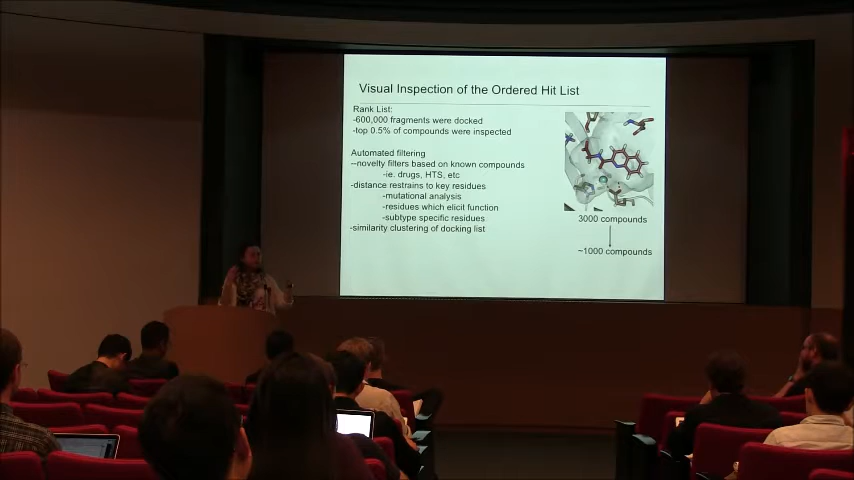 Visual Inspection of the Ordered Hit List
Rank List:
-600,000 fragments were docked
-top 0.5% of compounds were inspected
Automated filtering
--novelty filters based on known compounds
-ie. drugs, HTS, etc
-distance restrains to key residues
-mutational analysis
-residues which elicit function
-subtype specific residues
-similarity clustering of docking list
3000 compounds
~1000 compounds